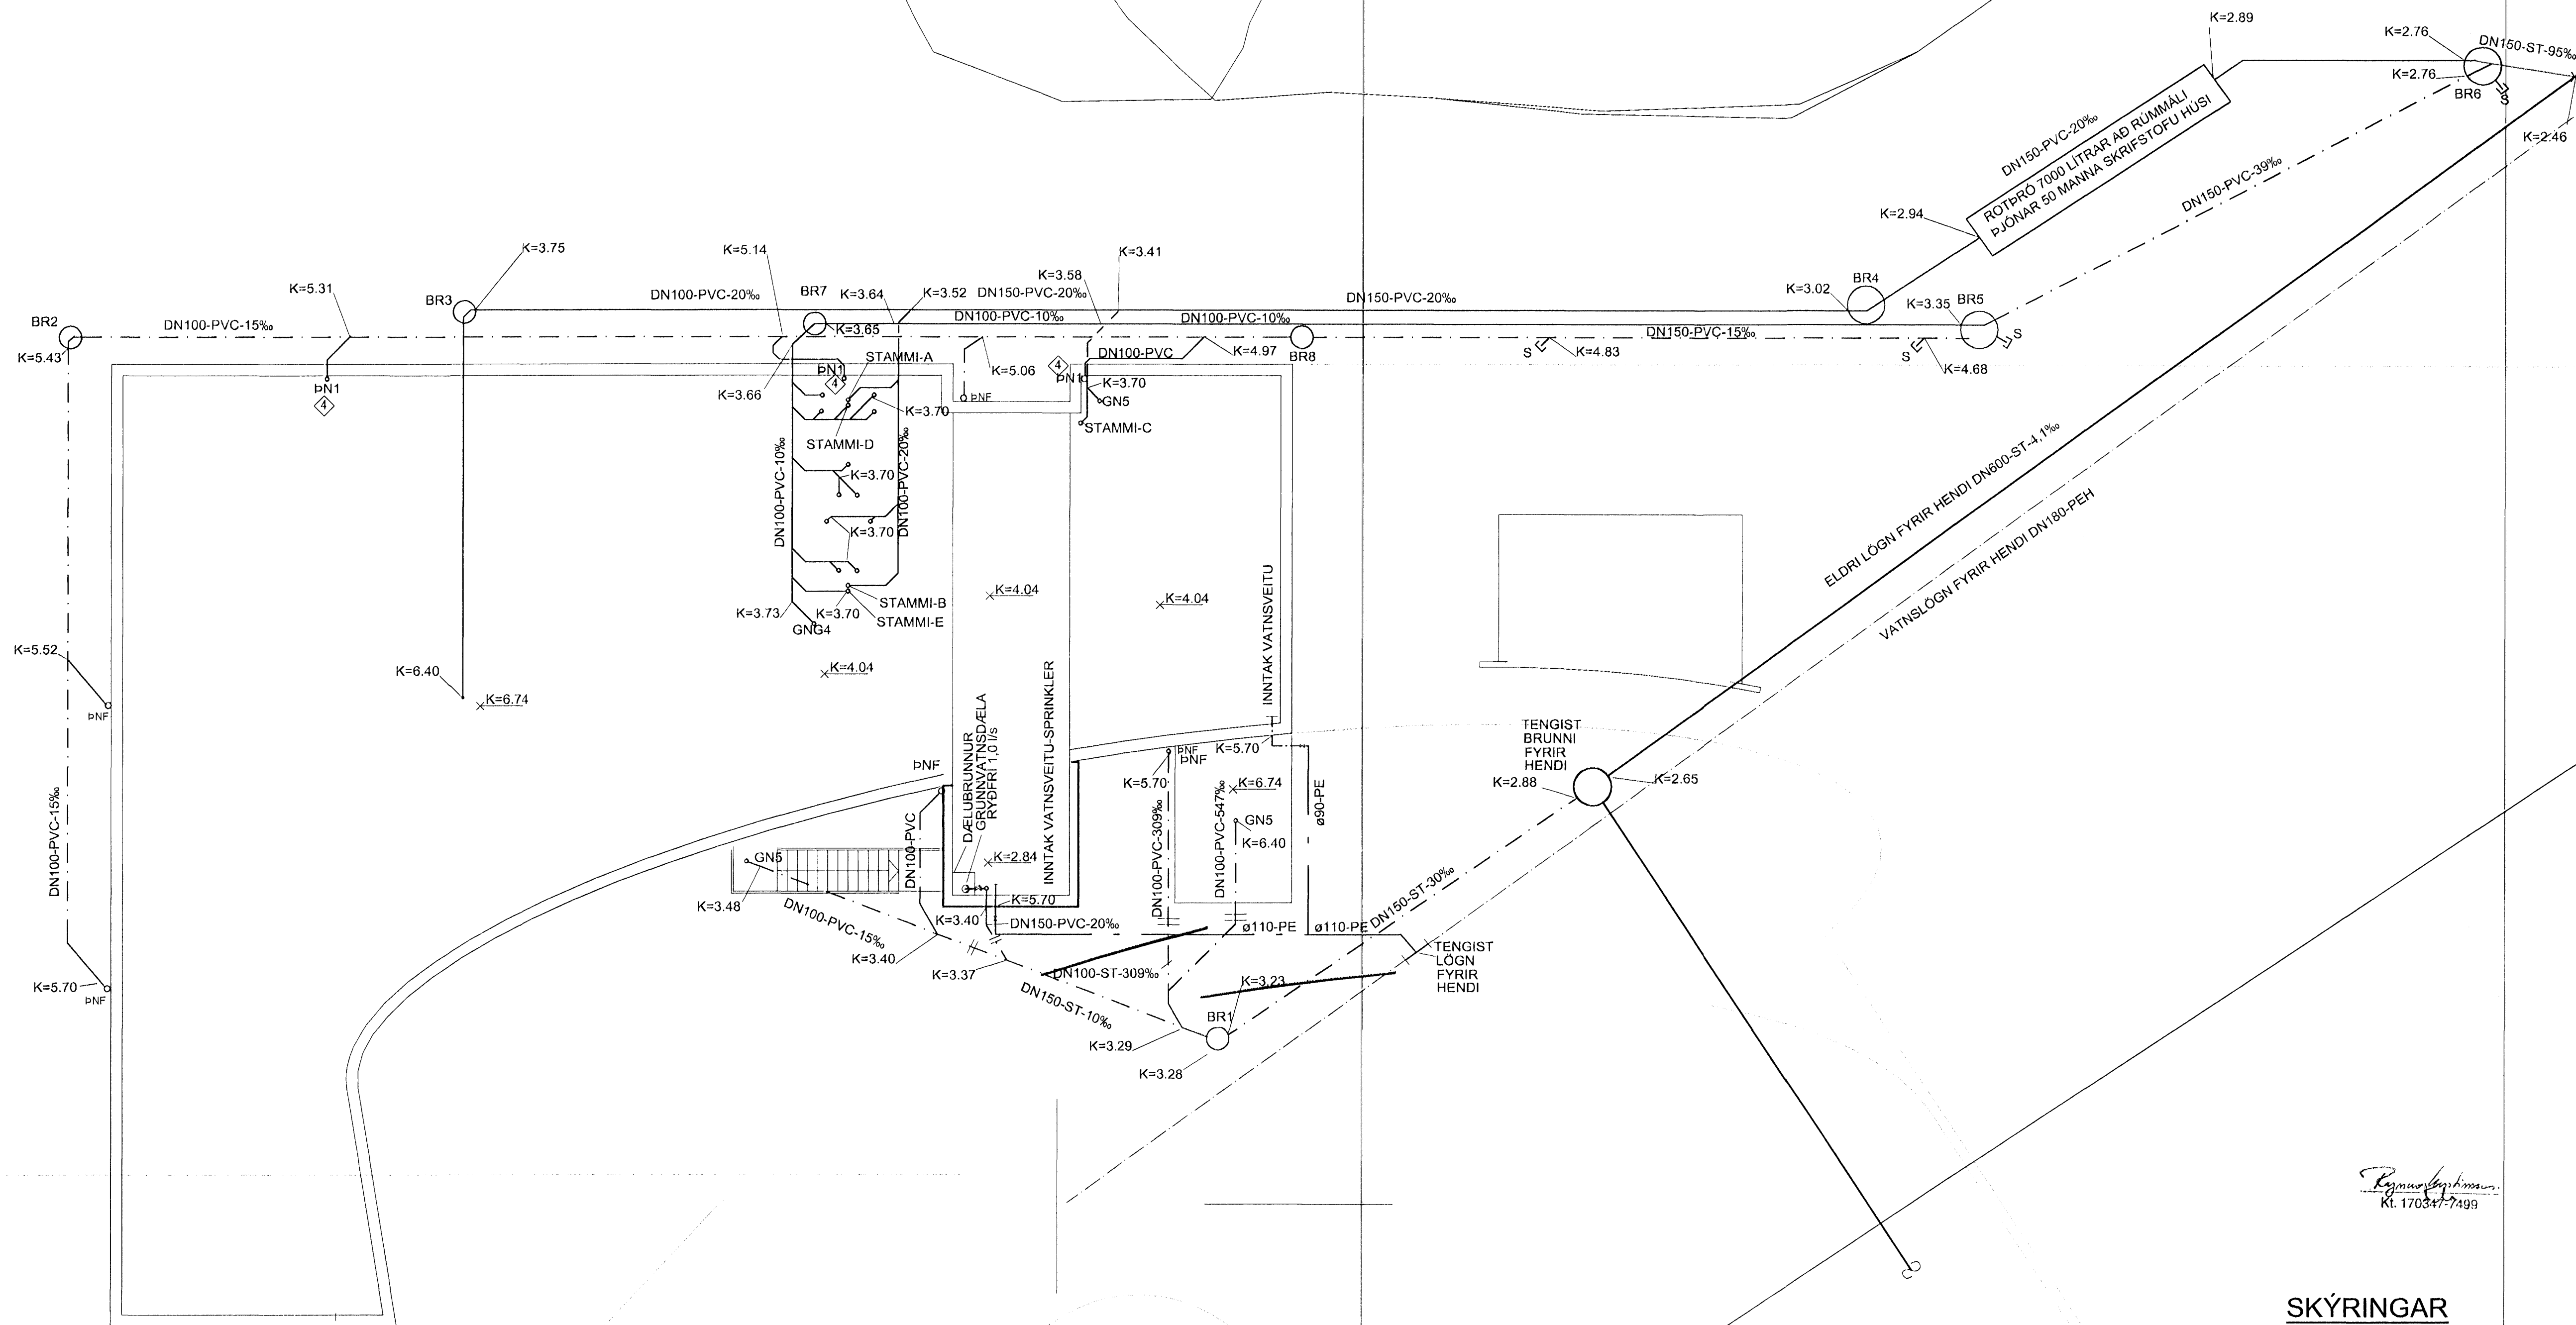 K=2.89
K=2.76
DN150-ST-95‰
K=2.76
BR6
S
K=2.46
DN150-PVC-20‰
ROTÞRÓ 7000 LÍTRAR AÐ RÚMMÁLI
ÞJÓNAR 50 MANNA SKRIFSTOFU HÚSI
DN150-PVC-39‰
K=2.94
K=3.75
K=5.14
K=3.41
K=3.58
K=5.31
BR3
DN100-PVC-20‰
BR7
K=3.64
K=3.52
DN150-PVC-20‰
DN150-PVC-20‰
K=3.02
BR4
K=3.35
BR5
BR2
DN100-PVC-15‰
K=3.65
DN100-PVC-10‰
DN100-PVC-10‰
DN150-PVC-15‰
S
K=5.43
STAMMI-A
DN100-PVC
K=4.97
BR8
S
K=4.83
S
K=4.68
ÞN1
4
K=3.66
ÞN1
4
K=5.06
ÞNF
4
ÞN1
K=3.70
GN5
K=3.70
STAMMI-C
STAMMI-D
DN100-PVC-10‰
K=3.70
DN100-PVC-20‰
K=3.70
K=3.73
K=3.70
STAMMI-B
STAMMI-E
GNG4
K=4.04
K=4.04
K=4.04
INNTAK VATNSVEITU
ELDRI LÖGN FYRIR HENDI DN600-ST-4,1‰
VATNSLÖGN FYRIR HENDI DN180-PEH
K=5.52
ÞNF
K=6.40
K=6.74
DN100-PVC-15‰
ÞNF
DÆLUBRUNNUR
GRUNNVATNSDÆLA
RYÐFRÍ 1,0 l/s
INNTAK VATNSVEITU-SPRINKLER
ÞNF
ÞNF
K=5.70
K=5.70
K=6.74
DN100-PVC-309‰
DN100-PVC-547‰
GN5
K=6.40
ø90-PE
TENGIST
BRUNNI
FYRIR
HENDI
K=2.88
K=2.65
GN5
DN100-PVC
K=2.84
K=3.48
DN100-PVC-15‰
K=3.40
K=5.70
DN150-PVC-20‰
ø110-PE
ø110-PE
DN150-ST-30‰
K=3.40
K=3.37
DN100-ST-309‰
K=3.23
TENGIST
LÖGN
FYRIR
HENDI
K=5.70
ÞNF
DN150-ST-10‰
BR1
K=3.29
K=3.28
Kt. 170347-7499
SKÝRINGAR